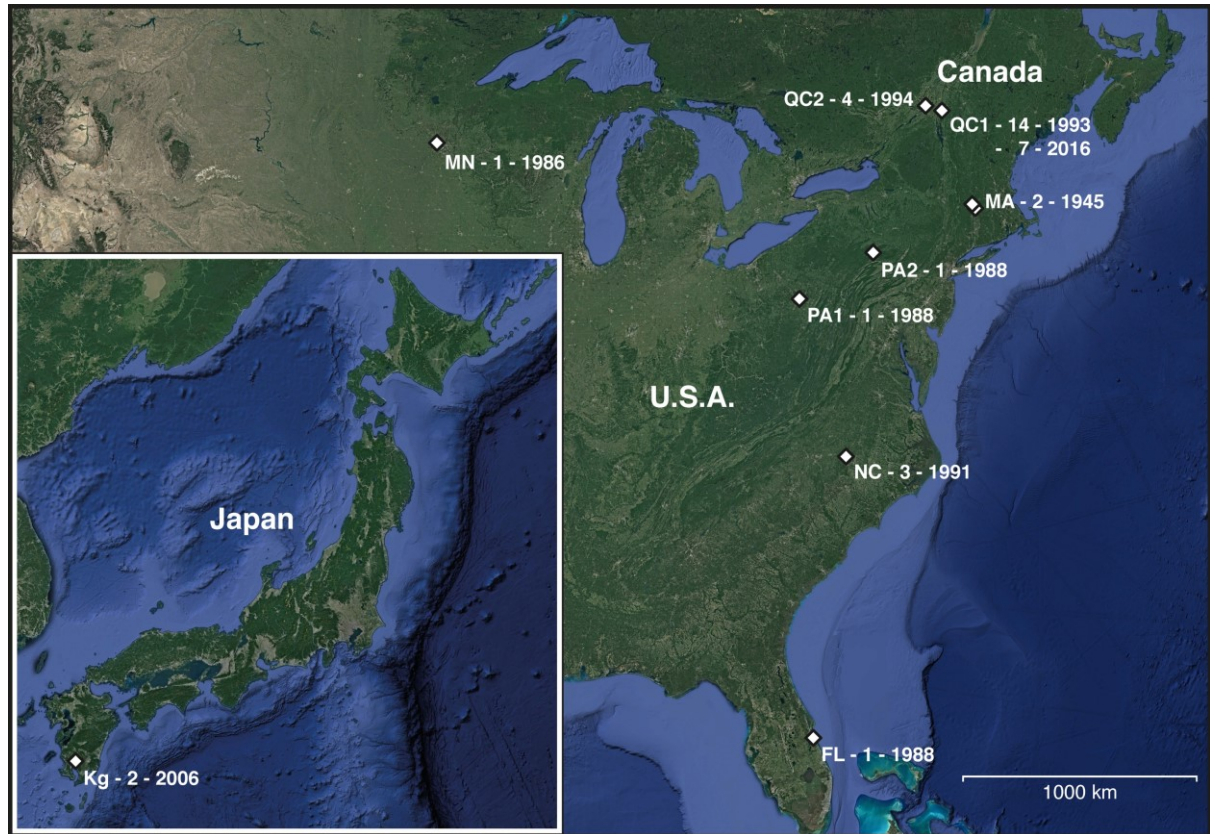 Canada
QC2 - 4 - 1994
QC1 - 14 - 1993
- 7 - 2016
MN - 1 - 1986
MA - 2 - 1945
PA2 - 1 - 1988
PA1 - 1 - 1988
U.S.A.
NC - 3 - 1991
Japan
FL - 1 - 1988
Kg - 2 - 2006
1000 km